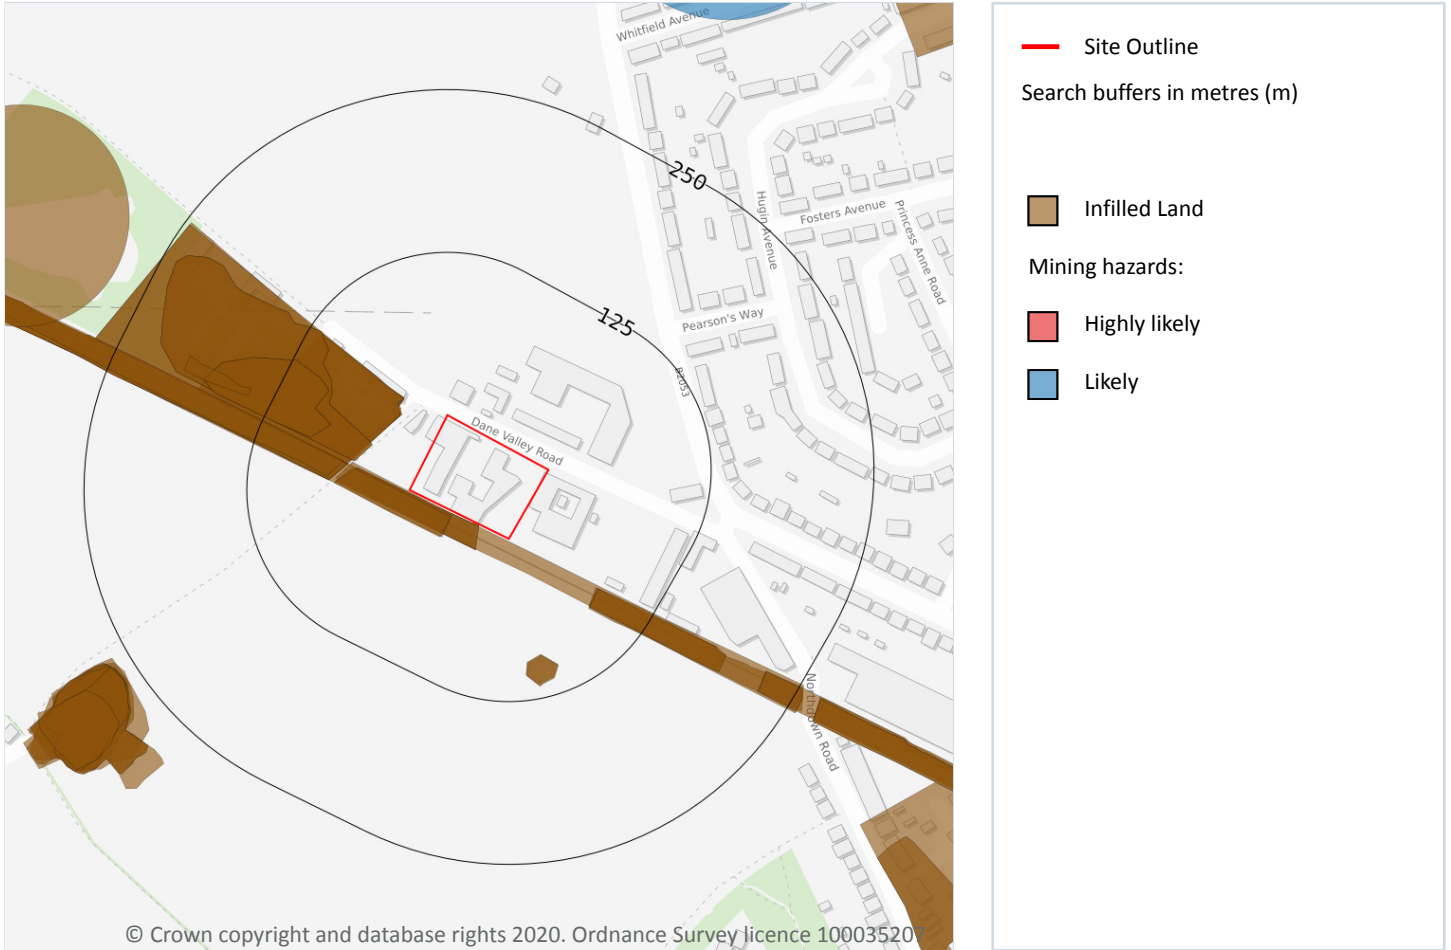 Whitfield Avenue
250
Hugin Avenue
Fosters Avenue
Princess Anne Road
125
Pearson's Way
B2053
Dane Valley Road
Northdown Road
© Crown copyright and database rights 2020. Ordnance Survey licence 100035207
Site Outline
Search buffers in metres (m)
Infilled Land
Mining hazards:
Highly likely
Likely